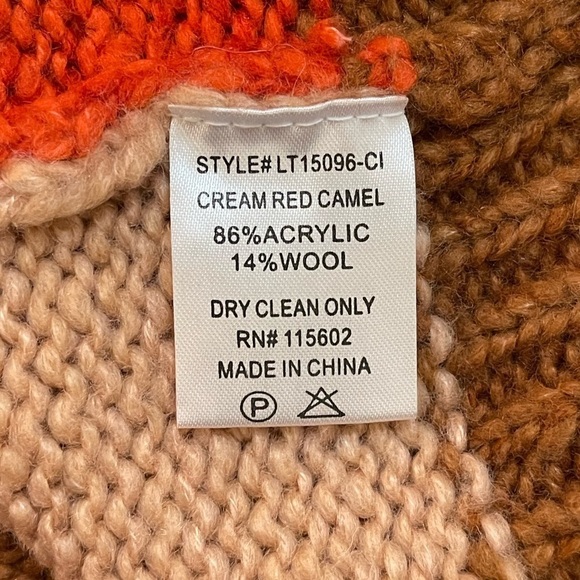 STYLE# LT15096-CI
CREAM RED CAMEL
86%ACRYLIC
14%WOOL
DRY CLEAN ONLY
RN# 115602
MADE IN CHINA
P